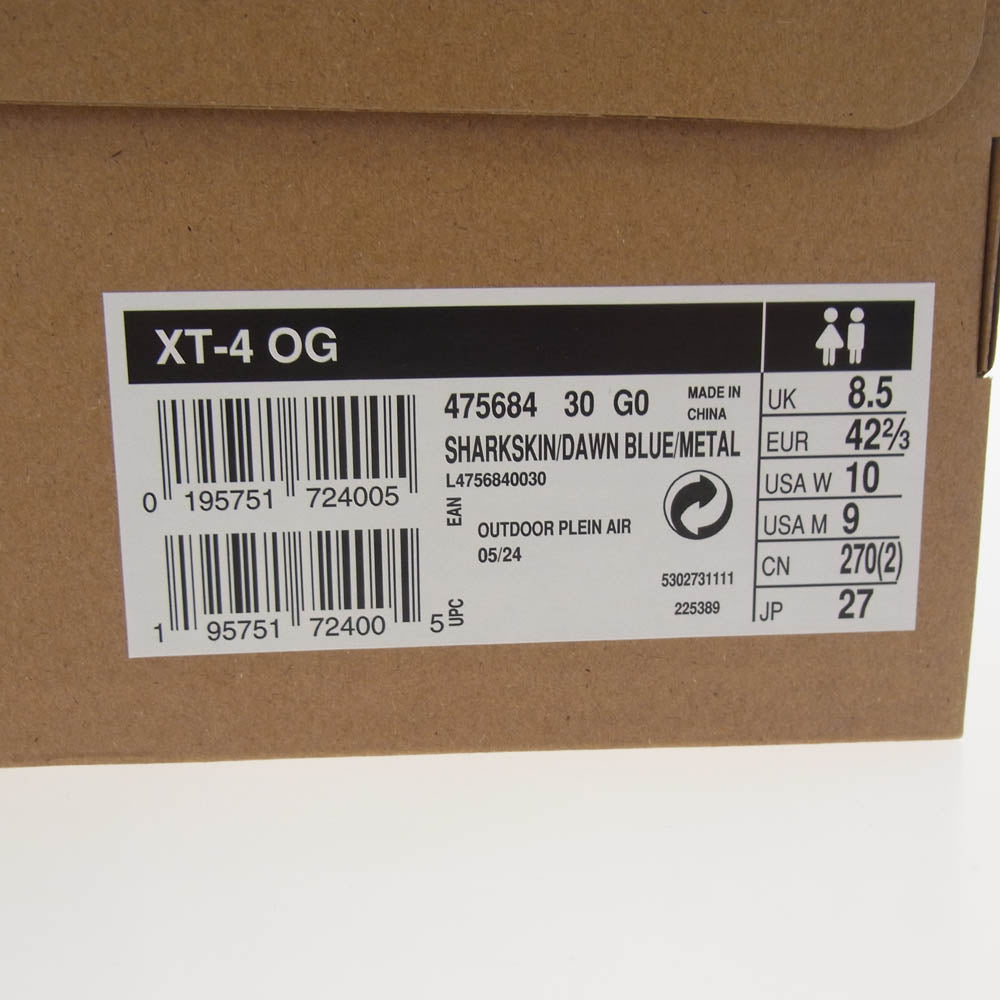 XT-4 OG
475684 30 G0
MADE IN
CHINA
SHARKSKIN/DAWN BLUE/METAL
L4756840030
0 195751 724005
EAN
OUTDOOR PLEIN AIR
05/24
5302731111
225389
1 95751 72400 5
UPC
UK 8.5
EUR 42⅔
USA W 10
USA M 9
CN 270(2)
JP 27